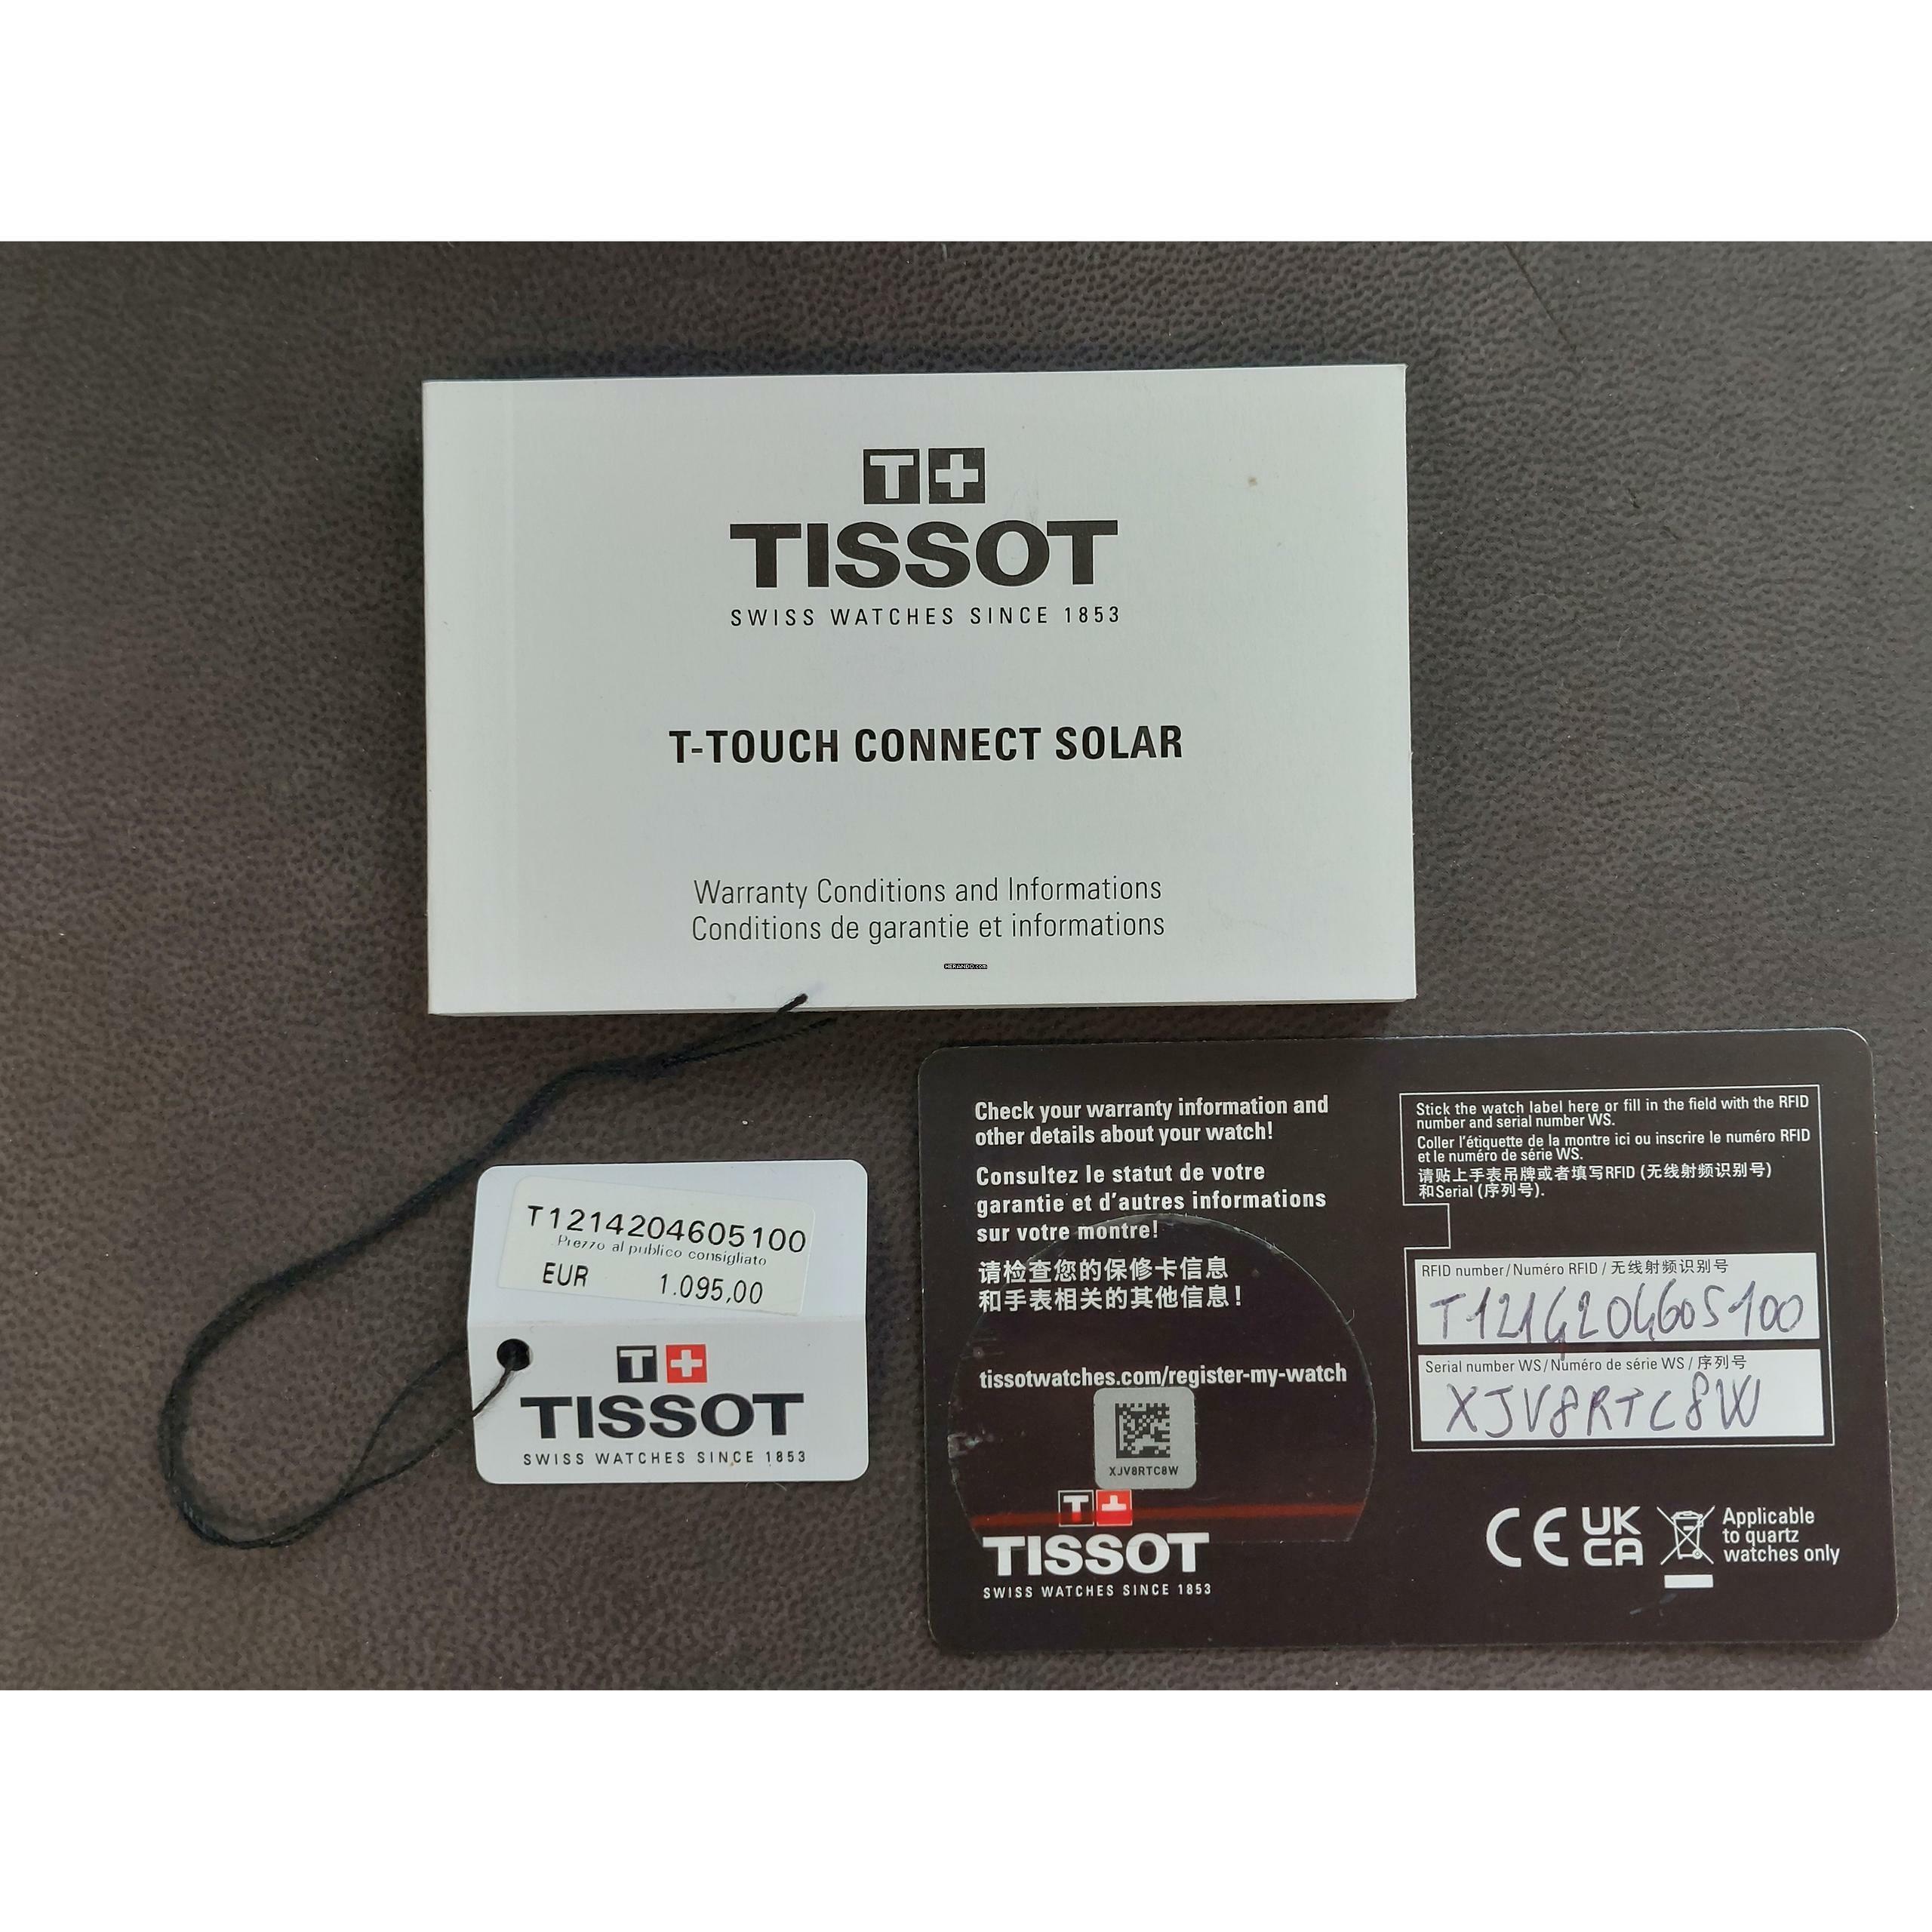 T+
TISSOT
SWISS WATCHES SINCE 1853
T-TOUCH CONNECT SOLAR
Warranty Conditions and Informations
Conditions de garantie et informations
HERANDO.com
T1214204605100
Prezzo al publico consigliato
EUR 1.095,00
T+
TISSOT
SWISS WATCHES SINCE 1853
Check your warranty information and
other details about your watch!
Consultez le statut de votre
garantie et d'autres informations
sur votre montre!
请检查您的保修卡信息
和手表相关的其他信息!
tissotwatches.com/register-my-watch
XJV8RTC8W
T+
TISSOT
SWISS WATCHES SINCE 1853
Stick the watch label here or fill in the field with the RFID
number and serial number WS.
Coller l'étiquette de la montre ici ou inscrire le numéro RFID
et le numéro de série WS.
请贴上手表吊牌或者填写RFID (无线射频识别号)
和Serial (序列号).
RFID number/Numéro RFID / 无线射频识别号
T1214204605100
Serial number WS/Numéro de série WS / 序列号
XJV8RTC8W
CE UK
CA
Applicable
to quartz
watches only